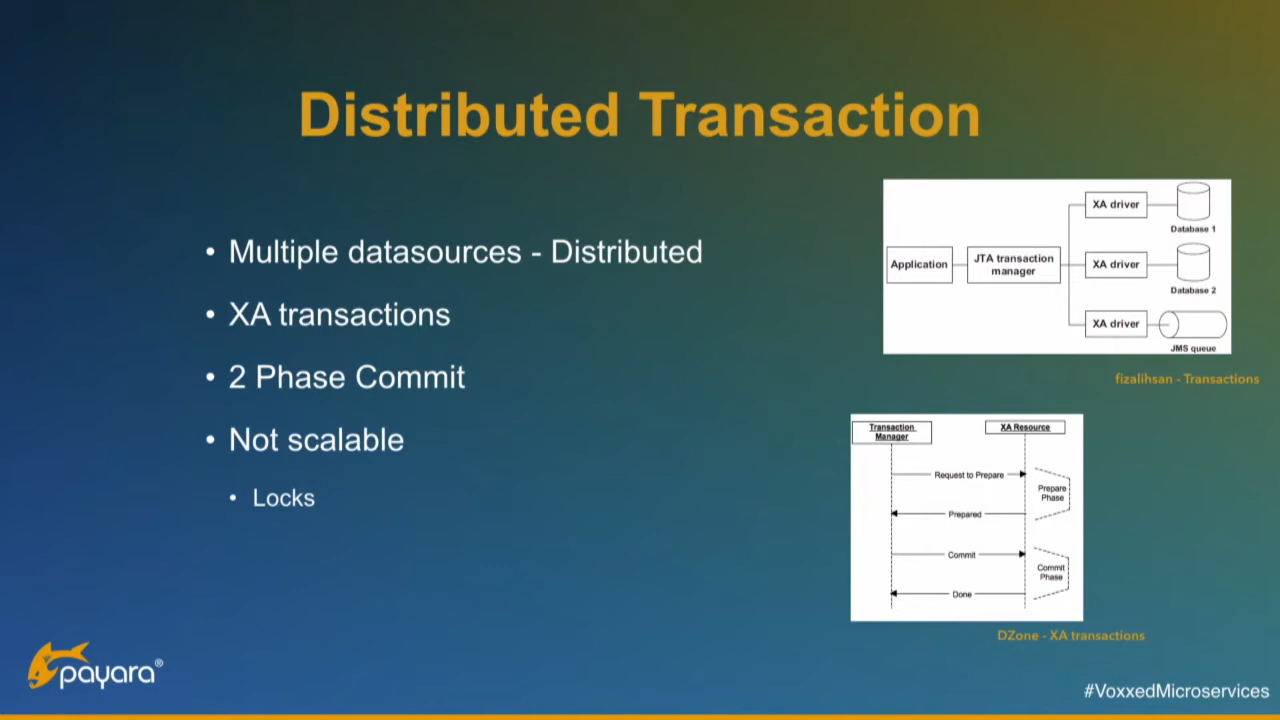 Distributed Transaction
• Multiple datasources - Distributed
• XA transactions
• 2 Phase Commit
• Not scalable
• Locks
Application
JTA transaction
manager
XA driver
Database 1
XA driver
Database 2
XA driver
JMS queue
fizalihsan - Transactions
Transaction
Manager
XA Resource
Request to Prepare
Prepare
Phase
Prepared
Commit
Commit
Phase
Done
DZone - XA transactions
payara®
#VoxxedMicroservices